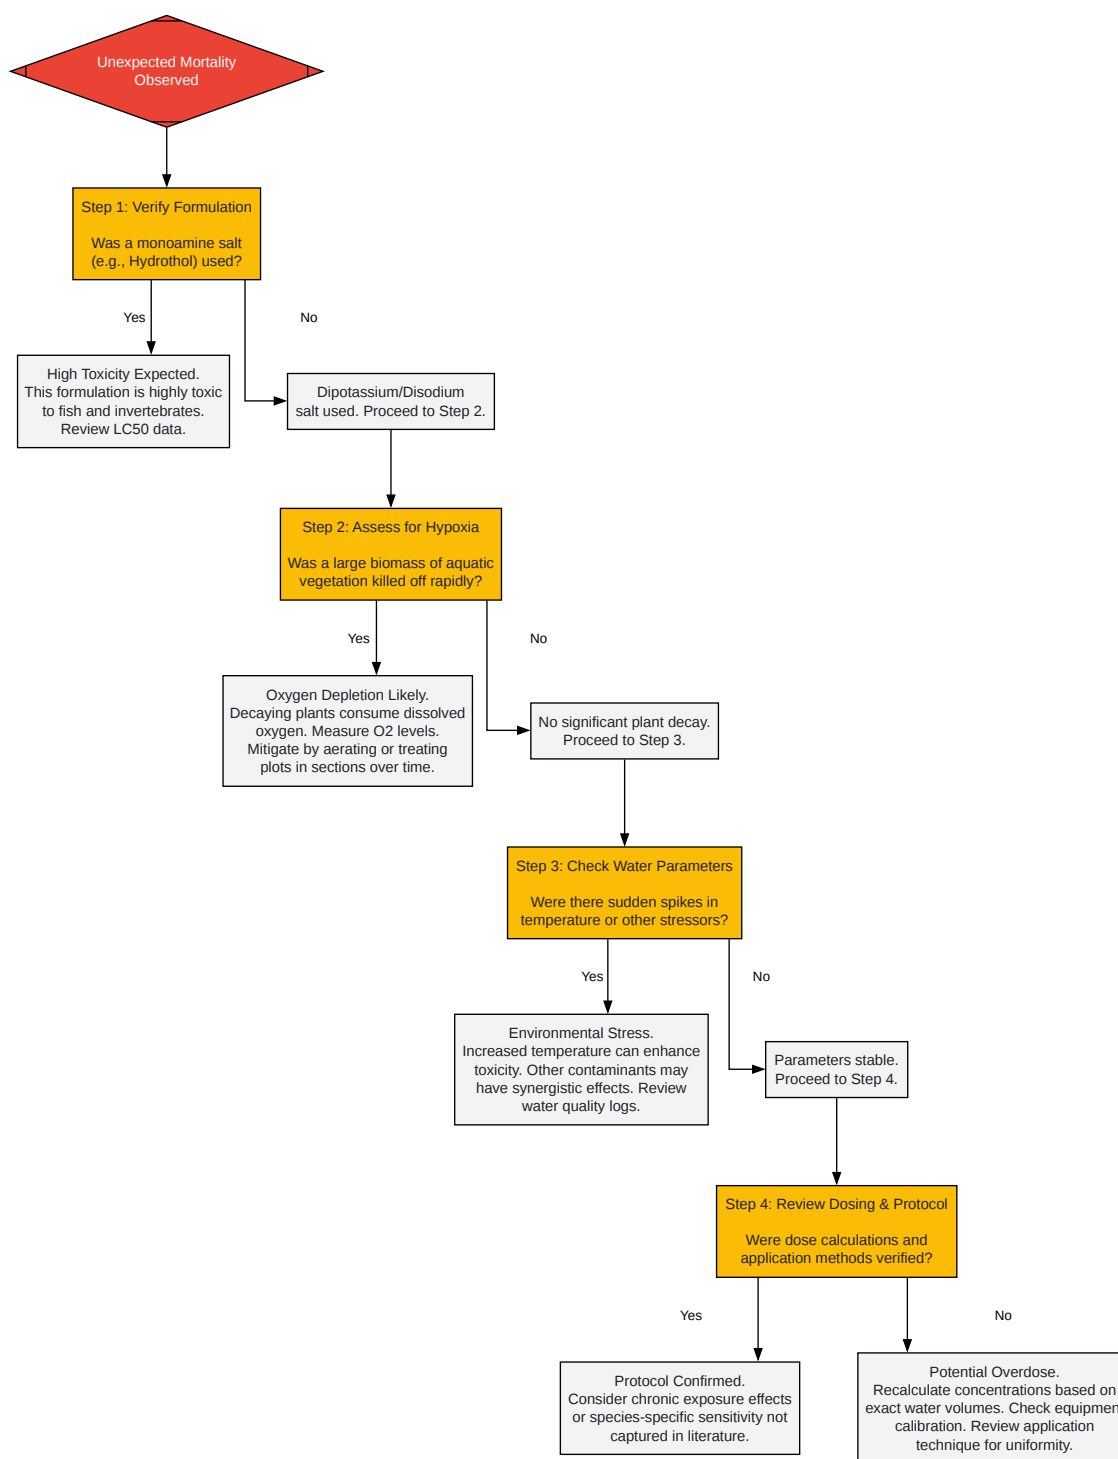 Unexpected Mortality
Observed
Step 1: Verify Formulation
Was a monoamine salt
(e.g., Hydrothol) used?
Yes
No
High Toxicity Expected.
This formulation is highly toxic
to fish and invertebrates.
Review LC50 data.
Dipotassium/Disodium
salt used. Proceed to Step 2.
Step 2: Assess for Hypoxia
Was a large biomass of aquatic
vegetation killed off rapidly?
Yes
No
Oxygen Depletion Likely.
Decaying plants consume dissolved
oxygen. Measure O2 levels.
Mitigate by aerating or treating
plots in sections over time.
No significant plant decay.
Proceed to Step 3.
Step 3: Check Water Parameters
Were there sudden spikes in
temperature or other stressors?
Yes
No
Environmental Stress.
Increased temperature can enhance
toxicity. Other contaminants may
have synergistic effects. Review
water quality logs.
Parameters stable.
Proceed to Step 4.
Step 4: Review Dosing & Protocol
Were dose calculations and
application methods verified?
Yes
No
Protocol Confirmed.
Consider chronic exposure effects
or species-specific sensitivity not
captured in literature.
Potential Overdose.
Recalculate concentrations based on
exact water volumes. Check equipmen
calibration. Review application
technique for uniformity.